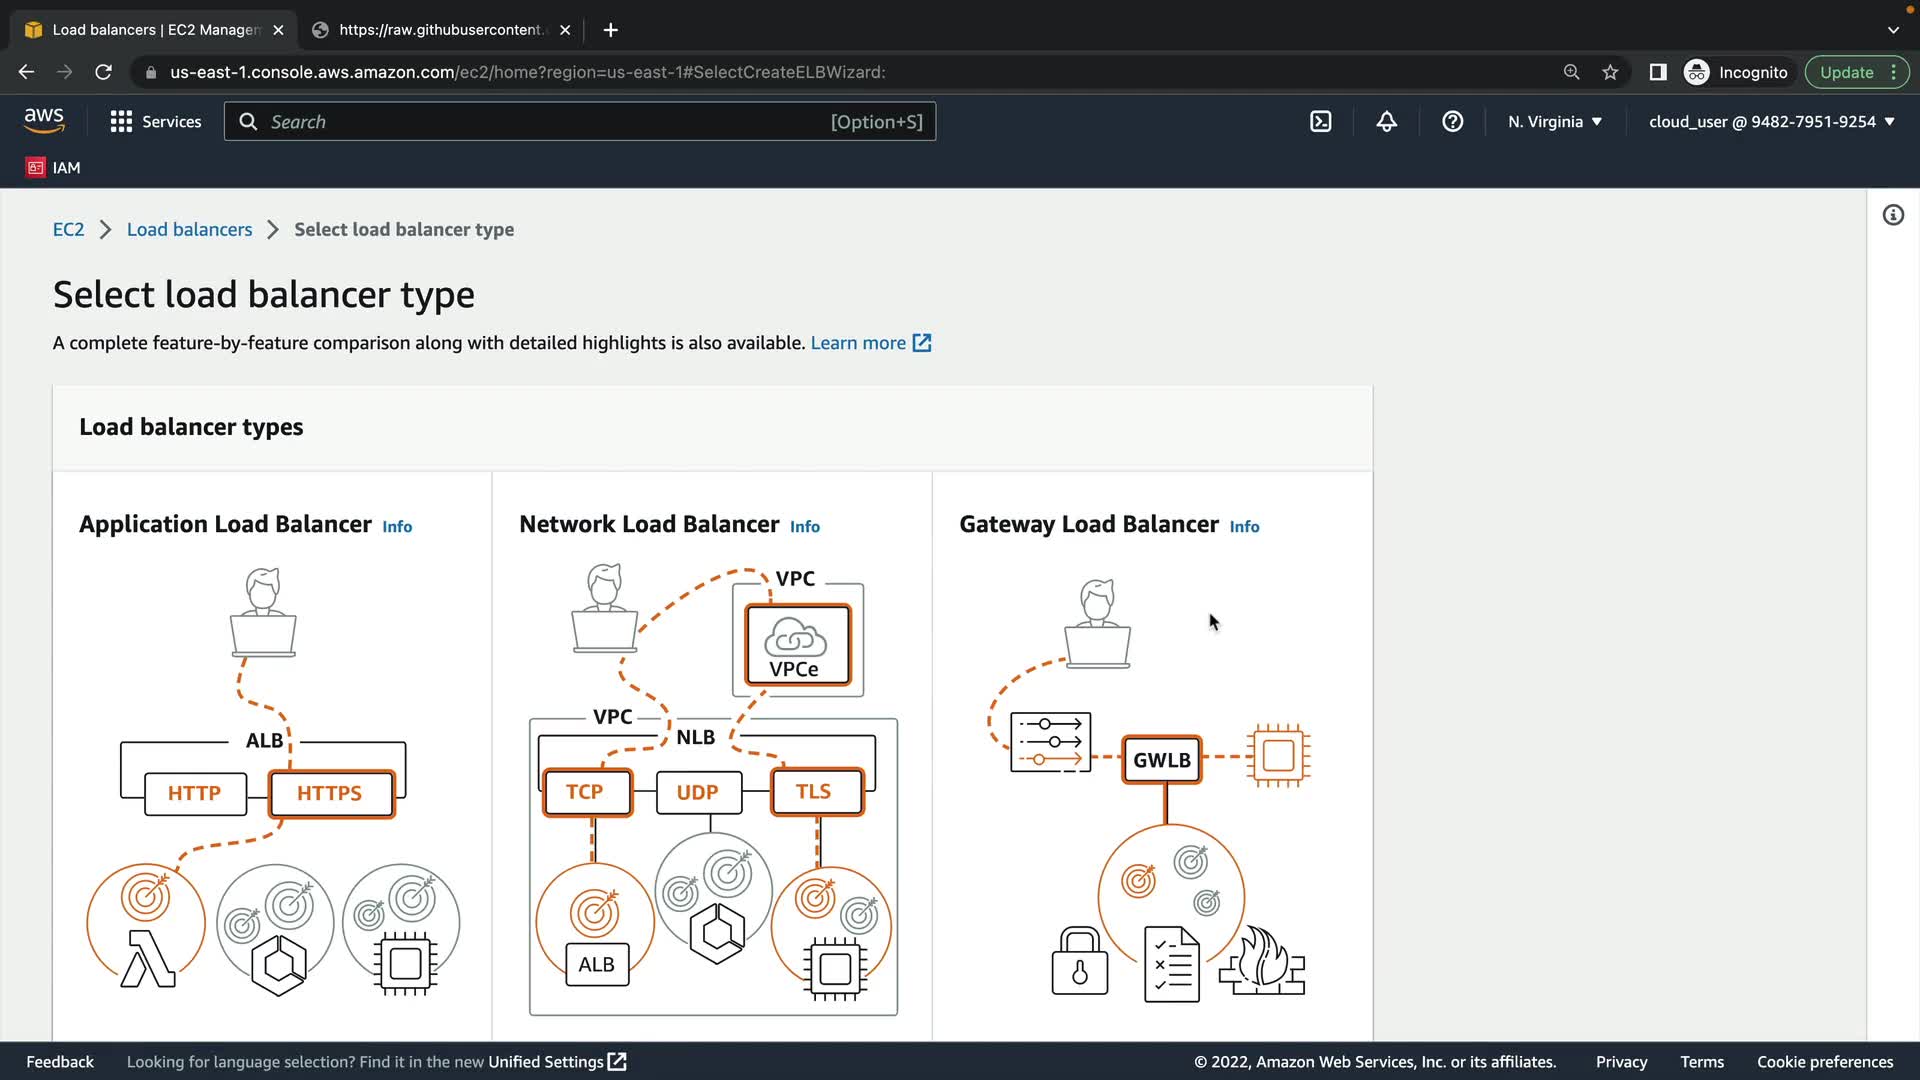 Load balancers | EC2 Managem
https://raw.githubusercontent.
us-east-1.console.aws.amazon.com/ec2/home?region=us-east-1#SelectCreateELBWizard:
Incognito
Update
aws
Services
Search
[Option+S]
N. Virginia
cloud_user @ 9482-7951-9254
IAM
EC2
Load balancers
Select load balancer type
Select load balancer type
A complete feature-by-feature comparison along with detailed highlights is also available. Learn more
Load balancer types
Application Load Balancer Info
ALB
HTTP
HTTPS
Network Load Balancer Info
VPC
VPCe
VPC
NLB
TCP
UDP
TLS
ALB
Gateway Load Balancer Info
GWLB
Feedback
Looking for language selection? Find it in the new Unified Settings
© 2022, Amazon Web Services, Inc. or its affiliates.
Privacy
Terms
Cookie preferences